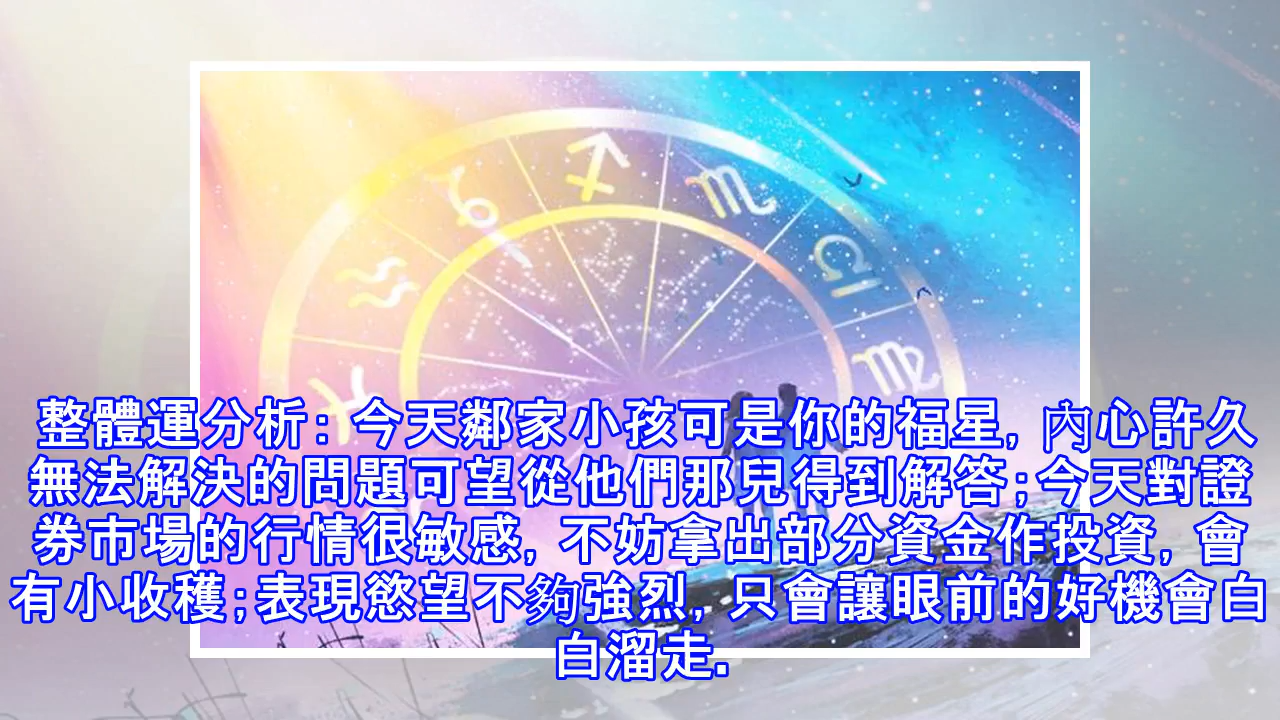 整體運分析: 今天鄰家小孩可是你的福星, 內心許久
無法解決的問題可望從他們那兒得到解答;今天對證
券市場的行情很敏感, 不妨拿出部分資金作投資, 會
有小收穫;表現慾望不夠強烈, 只會讓眼前的好機會白
白溜走.